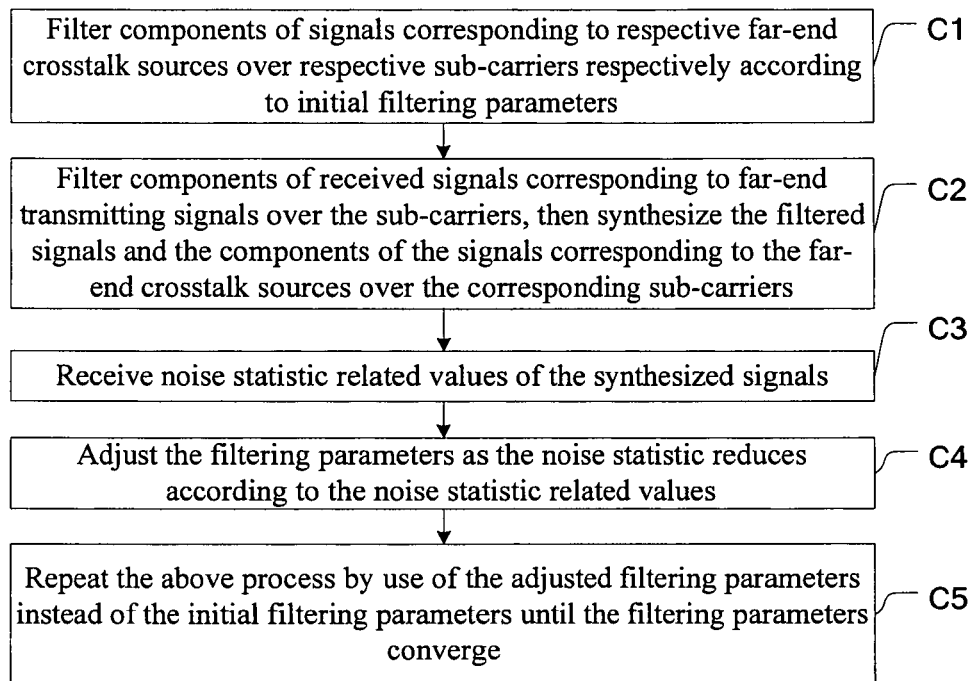 Filter components of signals corresponding to respective far-end
crosstalk sources over respective sub-carriers respectively according
to initial filtering parameters
C1
Filter components of received signals corresponding to far-end
transmitting signals over the sub-carriers, then synthesize the filtered
signals and the components of the signals corresponding to the far-
end crosstalk sources over the corresponding sub-carriers
C2
Receive noise statistic related values of the synthesized signals
C3
Adjust the filtering parameters as the noise statistic reduces
according to the noise statistic related values
C4
Repeat the above process by use of the adjusted filtering parameters
instead of the initial filtering parameters until the filtering parameters
converge
C5